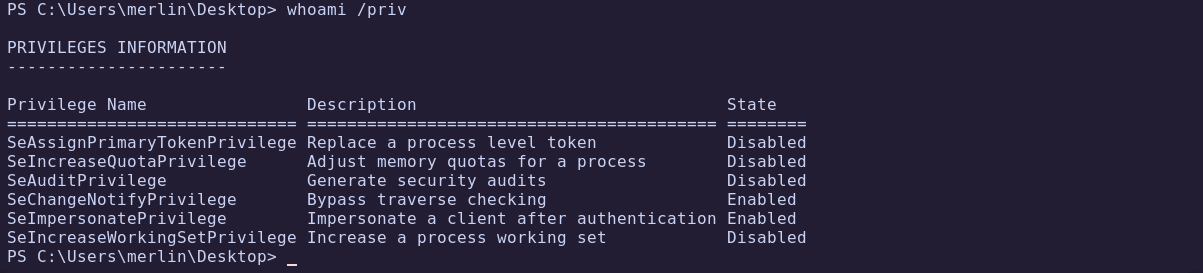 PS C:\Users\merlin\Desktop> whoami /priv
PRIVILEGES INFORMATION
----------------------
Privilege Name                Description                               State
============================= ========================================= ========
SeAssignPrimaryTokenPrivilege Replace a process level token             Disabled
SeIncreaseQuotaPrivilege      Adjust memory quotas for a process        Disabled
SeAuditPrivilege              Generate security audits                  Disabled
SeChangeNotifyPrivilege       Bypass traverse checking                  Enabled
SeImpersonatePrivilege        Impersonate a client after authentication Enabled
SeIncreaseWorkingSetPrivilege Increase a process working set            Disabled
PS C:\Users\merlin\Desktop> _